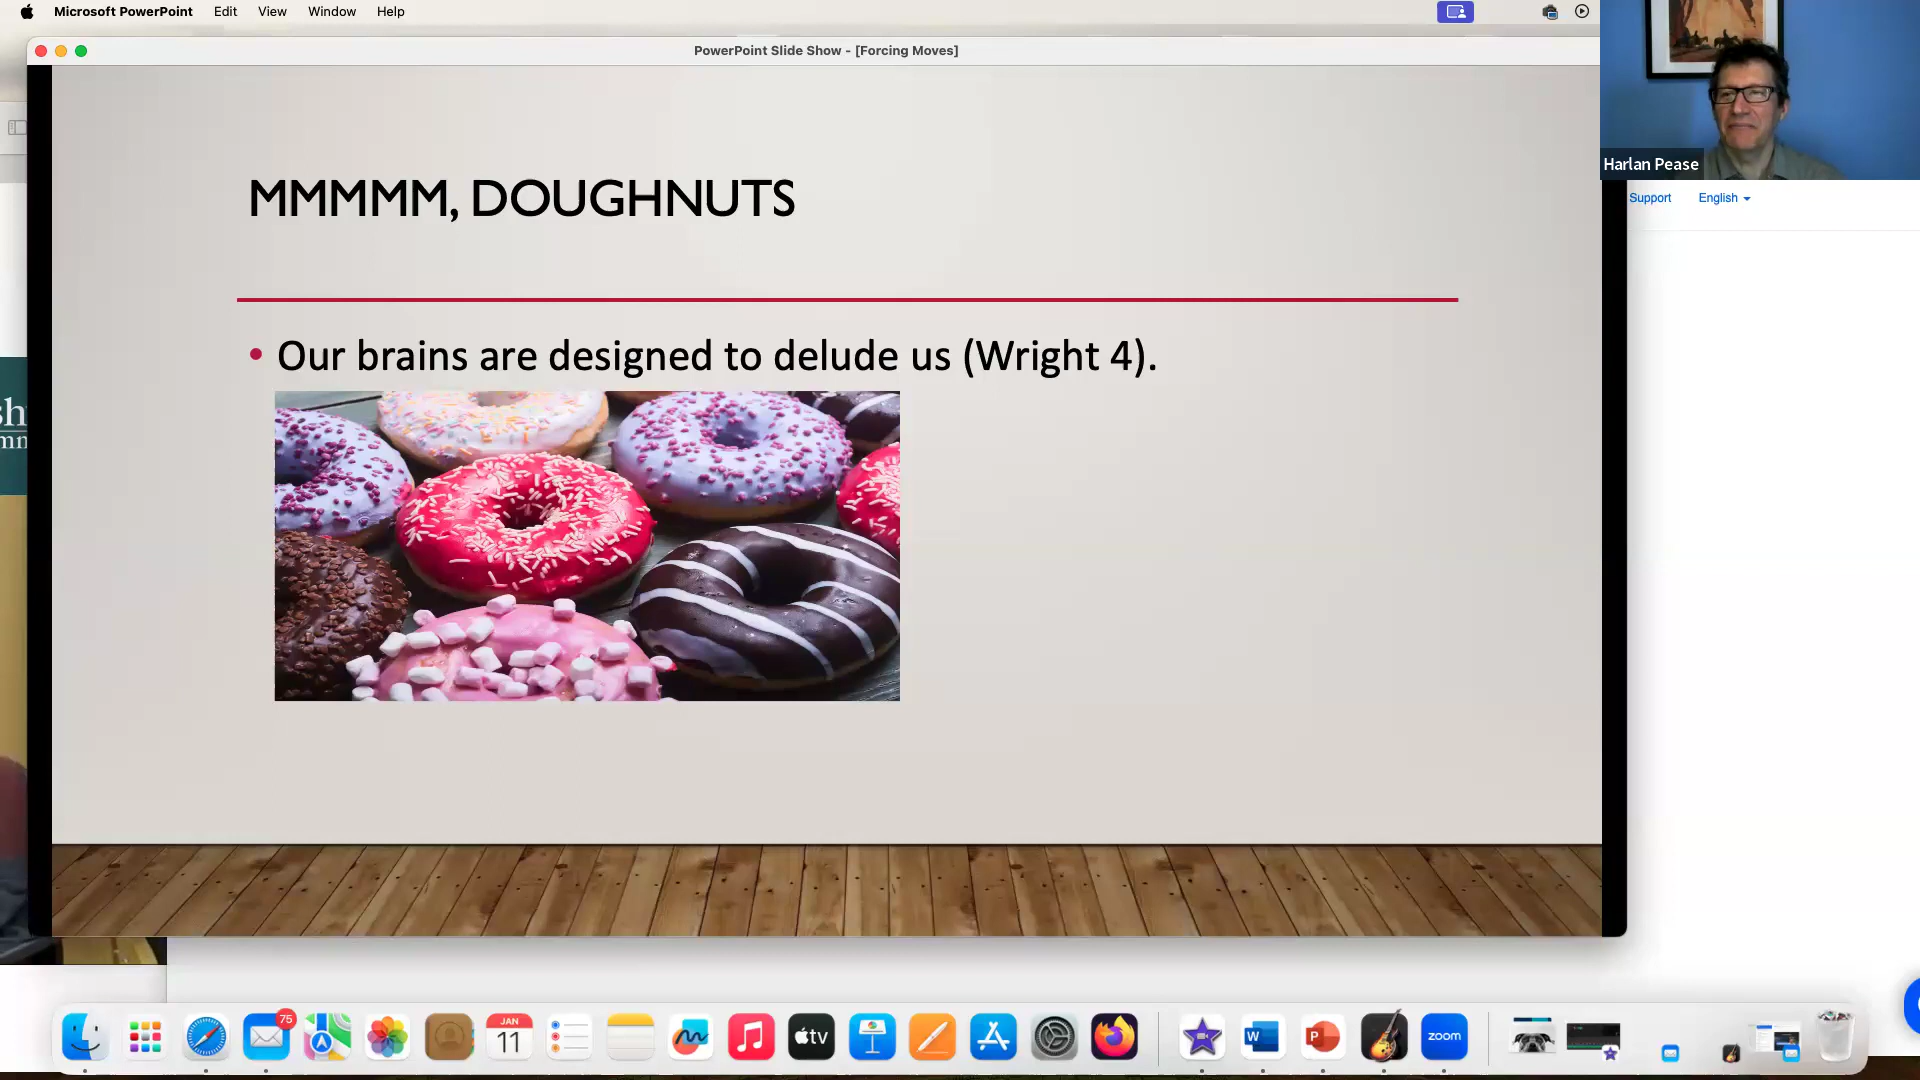 Microsoft PowerPoint Edit View Window Help
PowerPoint Slide Show - [Forcing Moves]
Harlan Pease
Support English
MMMMM, DOUGHNUTS
• Our brains are designed to delude us (Wright 4).
75
JAN
11
tv
W
P
zoom